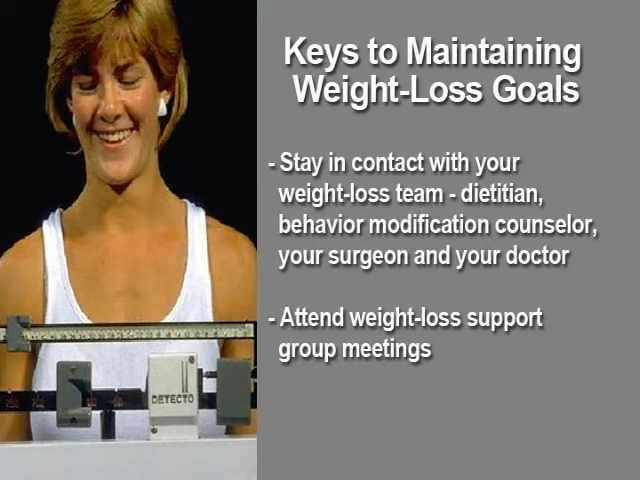 Keys to Maintaining
Weight-Loss Goals
- Stay in contact with your
weight-loss team - dietitian,
behavior modification counselor,
your surgeon and your doctor
- Attend weight-loss support
group meetings
DETECTO